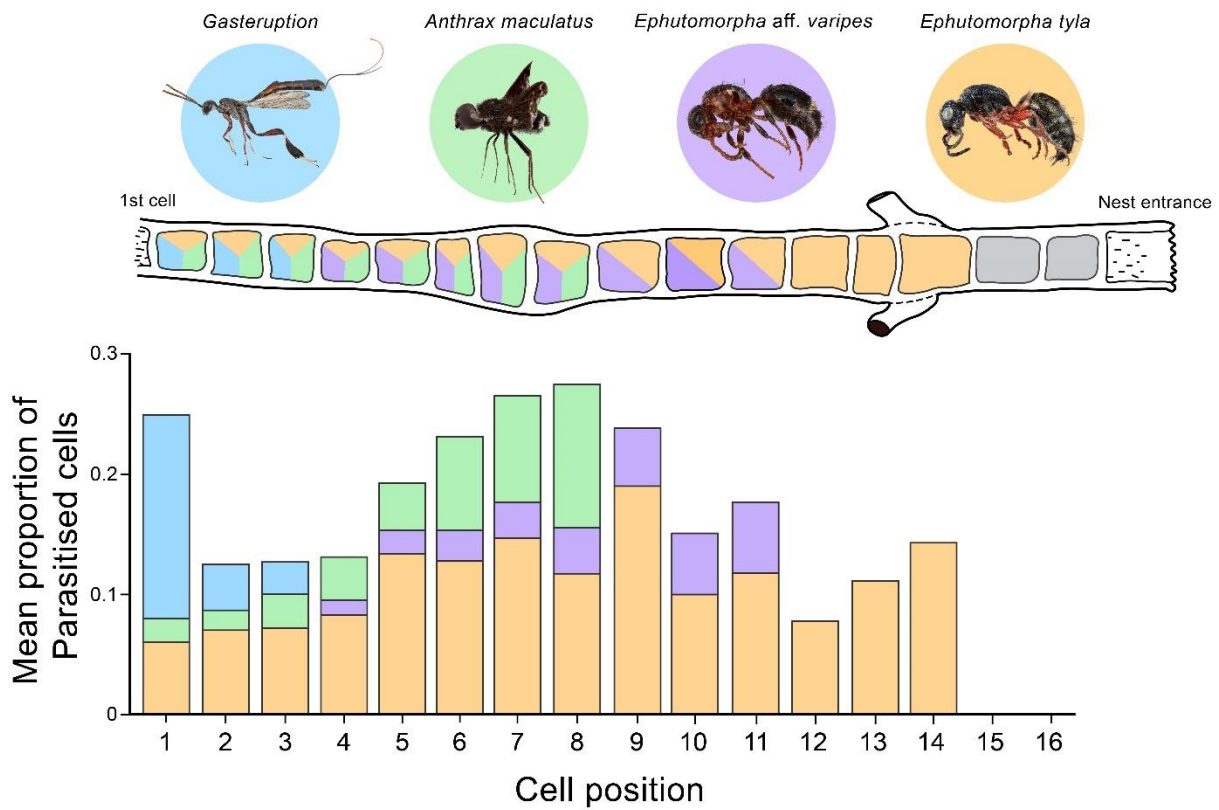 Gasteruption
Anthrax maculatus
Ephutomorpha aff. varipes
Ephutomorpha tyla
1st cell
Nest entrance
Mean proportion of
Parasitised cells
0.3
0.2
0.1
0
1 2 3 4 5 6 7 8 9 10 11 12 13 14 15 16
Cell position